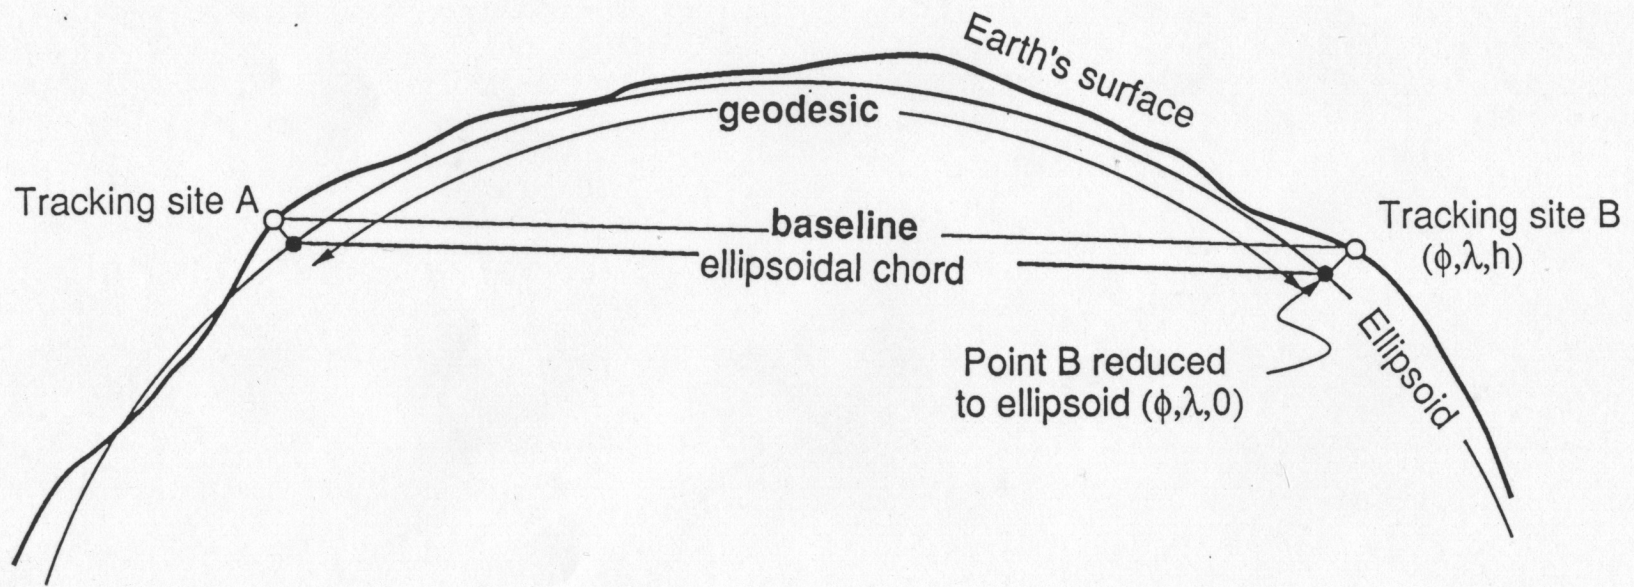 Earth's surface
geodesic
Tracking site A
baseline
ellipsoidal chord
Tracking site B
(ϕ,λ,h)
Point B reduced
to ellipsoid (ϕ,λ,0)
Ellipsoid